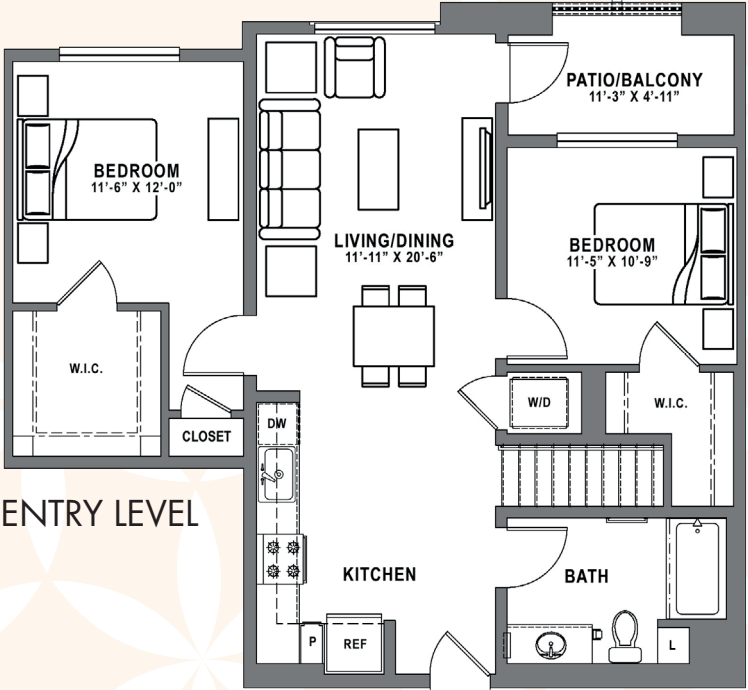 PATIO/BALCONY
11'-3" X 4'-11"
BEDROOM
11'-6" X 12'-0"
LIVING/DINING
11'-11" X 20'-6"
BEDROOM
11'-5" X 10'-9"
W.I.C.
W/D
W.I.C.
DW
CLOSET
ENTRY LEVEL
KITCHEN
BATH
P
REF
L